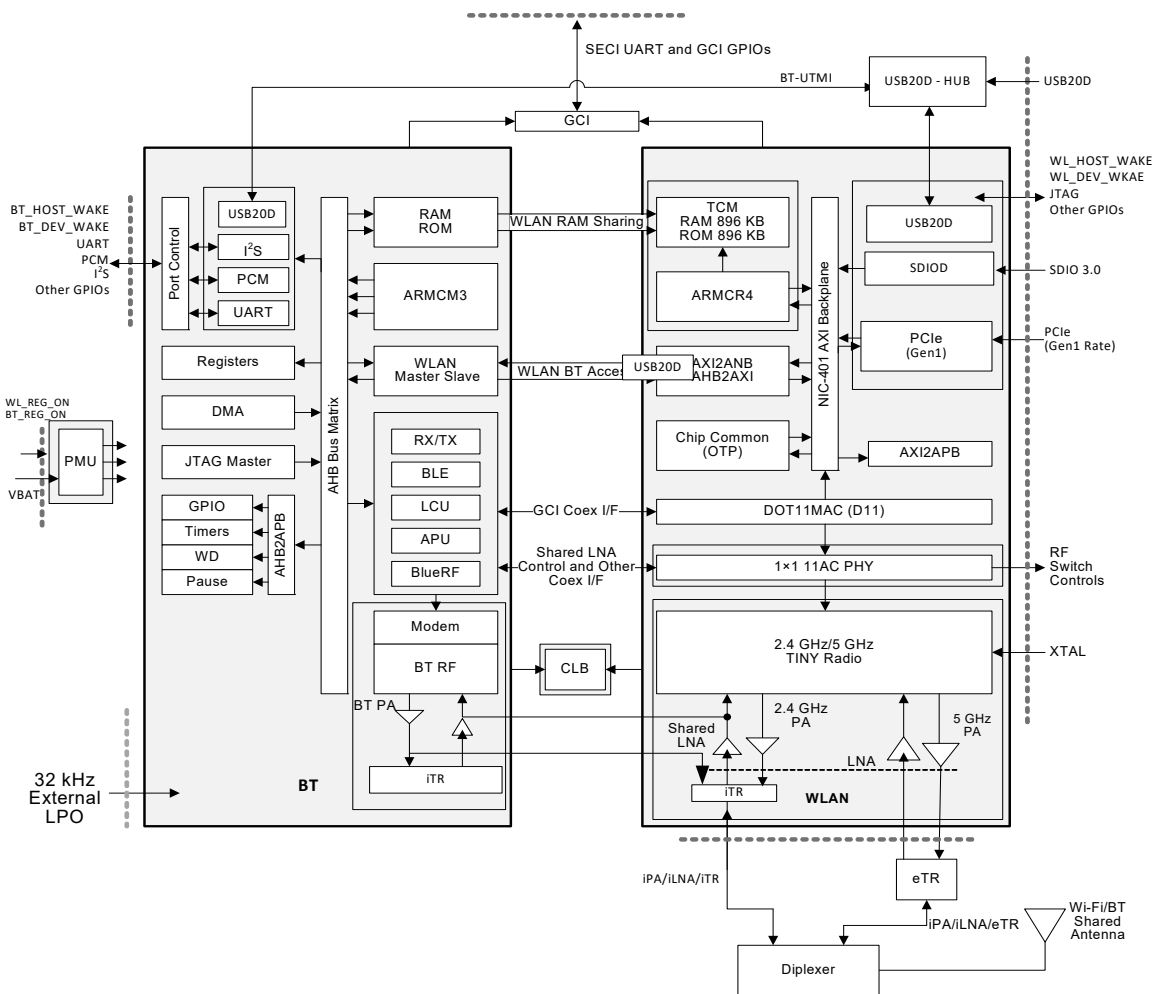 SECI UART and GCI GPIOs
BT-UTMI
USB20D - HUB
USB20D
GCI
BT_HOST_WAKE
BT_DEV_WAKE
UART
PCM
I²S
Other GPIOs
Port Control
USB20D
I²S
PCM
UART
Registers
DMA
JTAG Master
GPIO
Timers
WD
Pause
AHB2APB
AHB Bus Matrix
RAM
ROM
ARMCM3
WLAN
Master Slave
RX/TX
BLE
LCU
APU
BlueRF
Modem
BT RF
BT PA
iTR
BT
WL_REG_ON
BT_REG_ON
PMU
VBAT
32 kHz
External
LPO
WLAN RAM Sharing
WLAN BT Acces
USB20D
GCI Coex I/F
Shared LNA
Control and Other
Coex I/F
CLB
TCM
RAM 896 KB
ROM 896 KB
ARMCR4
AXI2ANB
AHB2AXI
Chip Common
(OTP)
NIC-401 AXI Backplane
USB20D
SDIOD
PCIe
(Gen1)
AXI2APB
DOT11MAC (D11)
1×1 11AC PHY
2.4 GHz/5 GHz
TINY Radio
Shared
LNA
2.4 GHz
PA
5 GHz
PA
LNA
iTR
WLAN
WL_HOST_WAKE
WL_DEV_WKAE
JTAG
Other GPIOs
SDIO 3.0
PCIe
(Gen1 Rate)
RF
Switch
Controls
XTAL
iPA/iLNA/iTR
eTR
iPA/iLNA/eTR
Wi-Fi/BT
Shared
Antenna
Diplexer